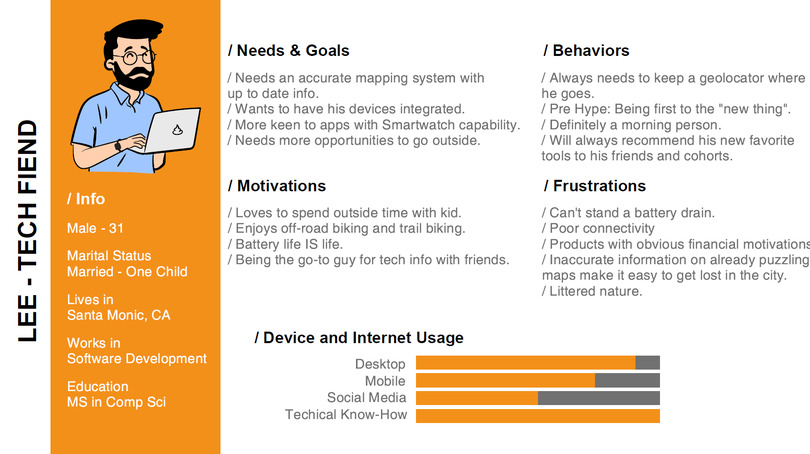 LEE - TECH FIEND
/ Info
Male - 31
Marital Status
Married - One Child
Lives in
Santa Monic, CA
Works in
Software Development
Education
MS in Comp Sci
/ Needs & Goals
/ Needs an accurate mapping system with
up to date info.
/ Wants to have his devices integrated.
/ More keen to apps with Smartwatch capability.
/ Needs more opportunities to go outside.
/ Behaviors
/ Always needs to keep a geolocator where
he goes.
/ Pre Hype: Being first to the "new thing".
/ Definitely a morning person.
/ Will always recommend his new favorite
tools to his friends and cohorts.
/ Motivations
/ Loves to spend outside time with kid.
/ Enjoys off-road biking and trail biking.
/ Battery life IS life.
/ Being the go-to guy for tech info with friends.
/ Frustrations
/ Can't stand a battery drain.
/ Poor connectivity
/ Products with obvious financial motivations
/ Inaccurate information on already puzzling
maps make it easy to get lost in the city.
/ Littered nature.
/ Device and Internet Usage
Desktop
Mobile
Social Media
Techical Know-How